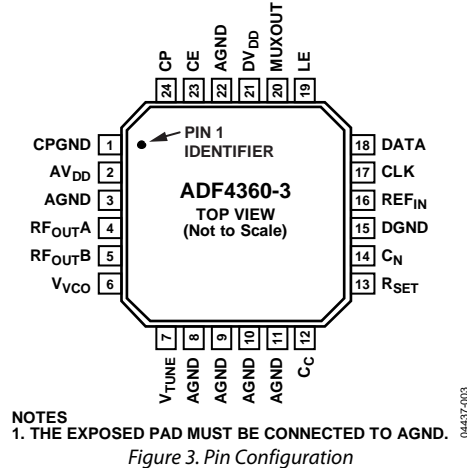 CP
CE
AGND
DVDD
MUXOUT
LE
24
23
22
21
20
19
CPGND 1
AVDD 2
AGND 3
RFOUTA 4
RFOUTB 5
VVCO 6
PIN 1
IDENTIFIER
ADF4360-3
TOP VIEW
(Not to Scale)
18 DATA
17 CLK
16 REFIN
15 DGND
14 CN
13 RSET
7
8
9
10
11
12
VTUNE
AGND
AGND
AGND
AGND
CC
NOTES
1. THE EXPOSED PAD MUST BE CONNECTED TO AGND.
04437-003
Figure 3. Pin Configuration